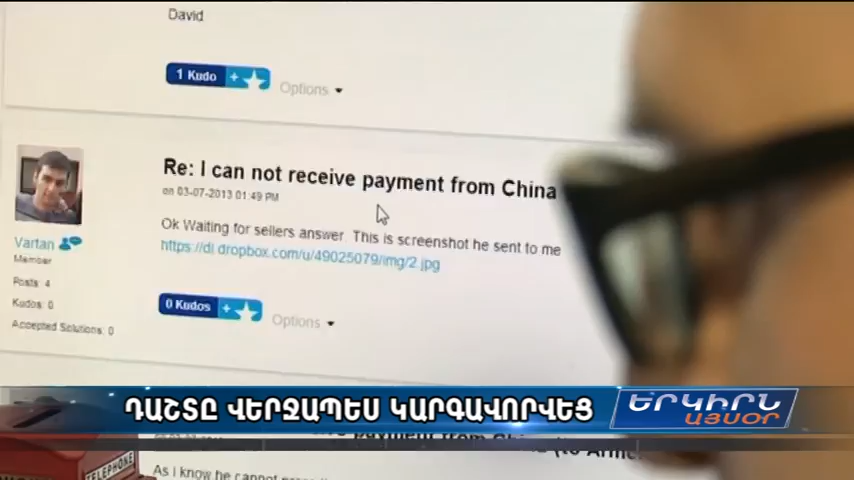 David
1 Kudo +
Options
Re: I can not receive payment from China
on 03-07-2013 01:49 PM
Ok Waiting for sellers answer. This is screenshot he sent to me
https://dl.dropbox.com/u/49025079/img/2.jpg
Vartan
Member
Posts: 4
Kudos: 0
Accepted Solutions: 0
0 Kudos +
Options
ԴԱՇՏԸ ՎԵՐՋԱՊԵՍ ԿԱՐԳԱՎՈՐՎԵՑ
ԵՐԿԻՐՆ
ԱՅՍՕՐ
payment from
TELEPHONE
As i know he cannot